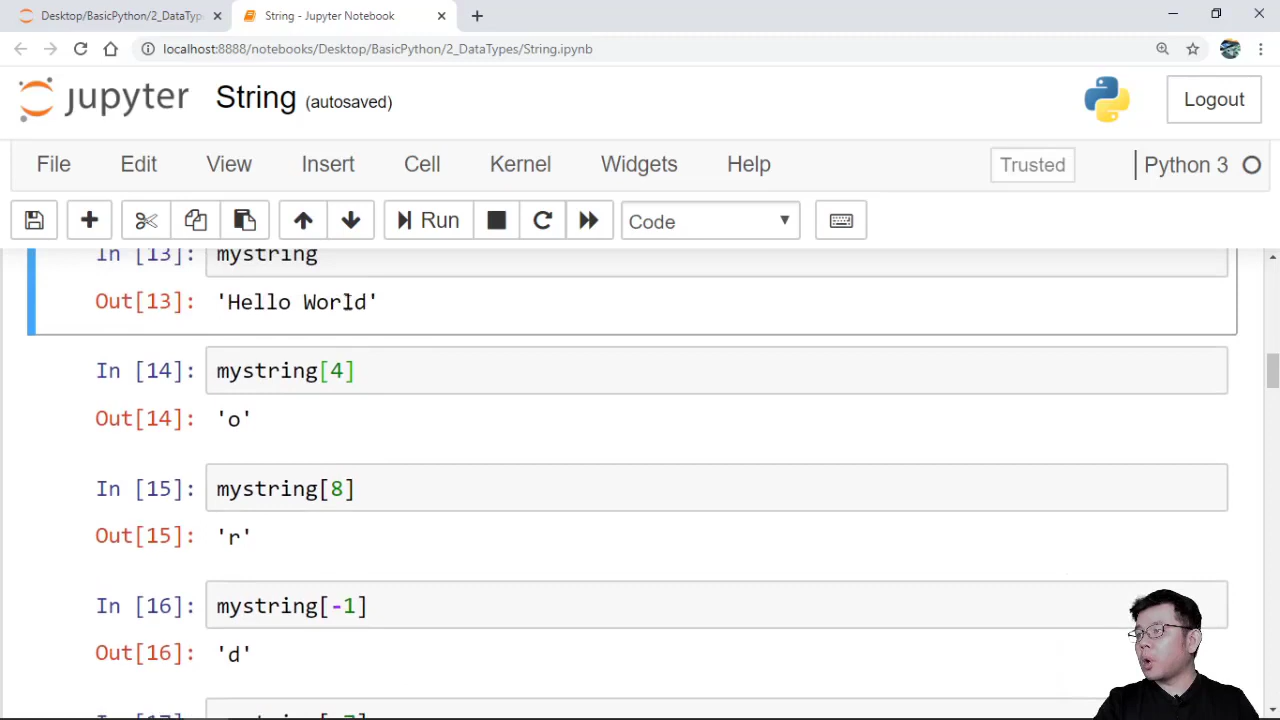 Desktop/BasicPython/2_DataTyp
String - Jupyter Notebook
localhost:8888/notebooks/Desktop/BasicPython/2_DataTypes/String.ipynb
jupyter String (autosaved) Logout
File Edit View Insert Cell Kernel Widgets Help Trusted Python 3
Run Code
In [13]: mystring
Out[13]: 'Hello World'
In [14]: mystring[4]
Out[14]: 'o'
In [15]: mystring[8]
Out[15]: 'r'
In [16]: mystring[-1]
Out[16]: 'd'